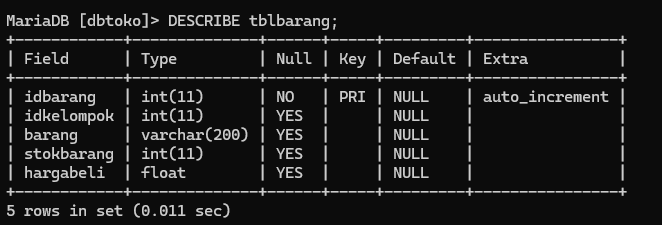 MariaDB [dbtoko]> DESCRIBE tblbarang;
+------------+--------------+------+-----+---------+----------------+
| Field      | Type         | Null | Key | Default | Extra          |
+------------+--------------+------+-----+---------+----------------+
| idbarang   | int(11)      | NO   | PRI | NULL    | auto_increment |
| idkelompok | int(11)      | YES  |     | NULL    |                |
| barang     | varchar(200) | YES  |     | NULL    |                |
| stokbarang | int(11)      | YES  |     | NULL    |                |
| hargabeli  | float        | YES  |     | NULL    |                |
+------------+--------------+------+-----+---------+----------------+
5 rows in set (0.011 sec)